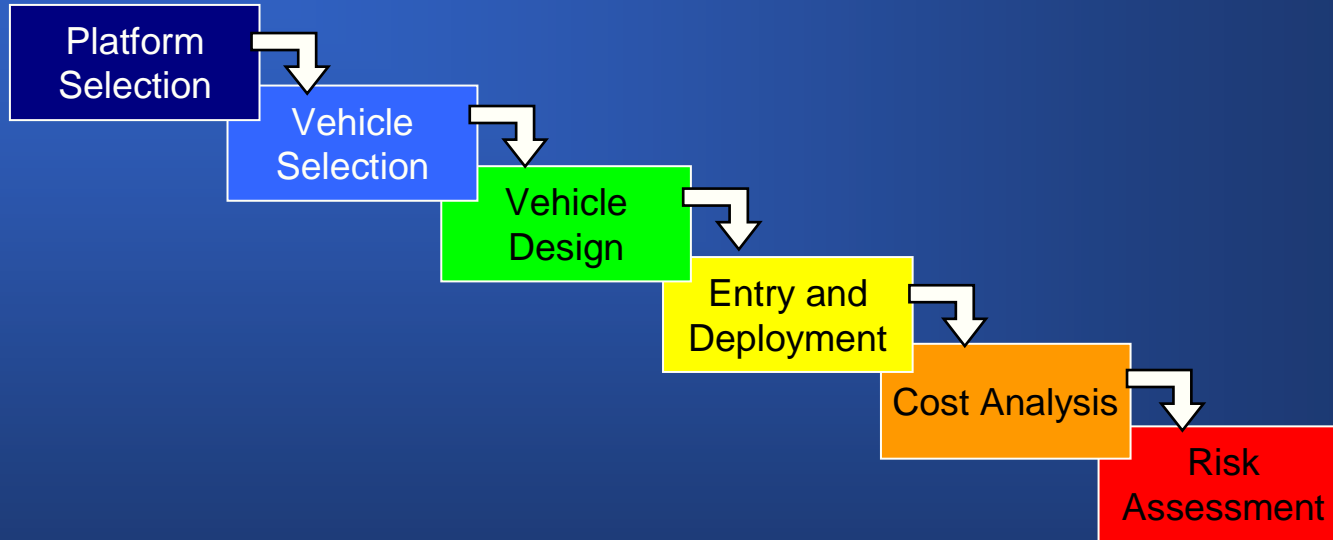 Platform
Selection
Vehicle
Selection
Vehicle
Design
Entry and
Deployment
Cost Analysis
Risk
Assessment